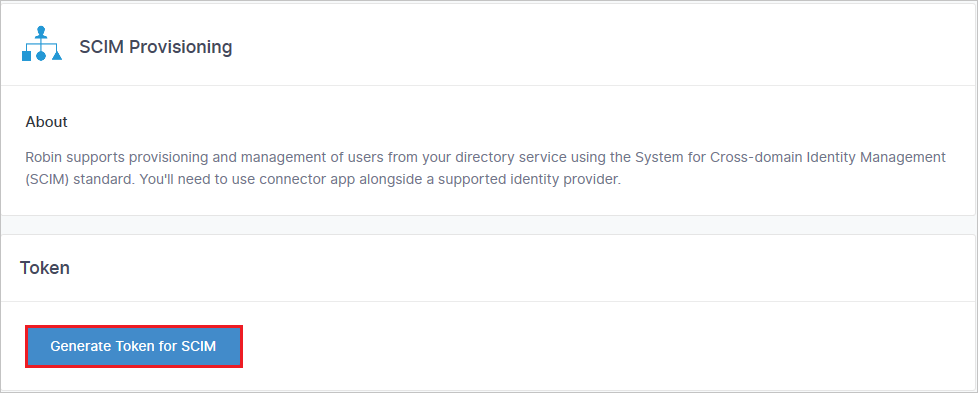 SCIM Provisioning
About
Robin supports provisioning and management of users from your directory service using the System for Cross-domain Identity Management
(SCIM) standard. You'll need to use connector app alongside a supported identity provider.
Token
Generate Token for SCIM